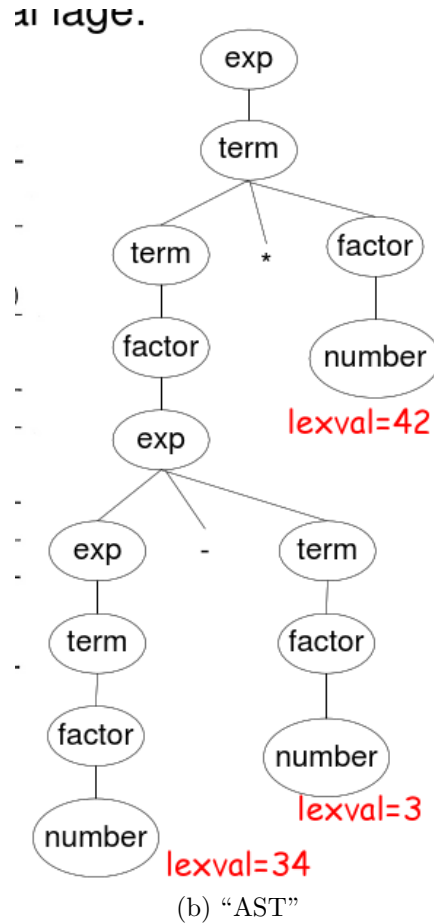 exp
term
term * factor
factor number
lexval=42
exp
exp - term
term factor
factor number
lexval=3
number
lexval=34
(b) “AST”